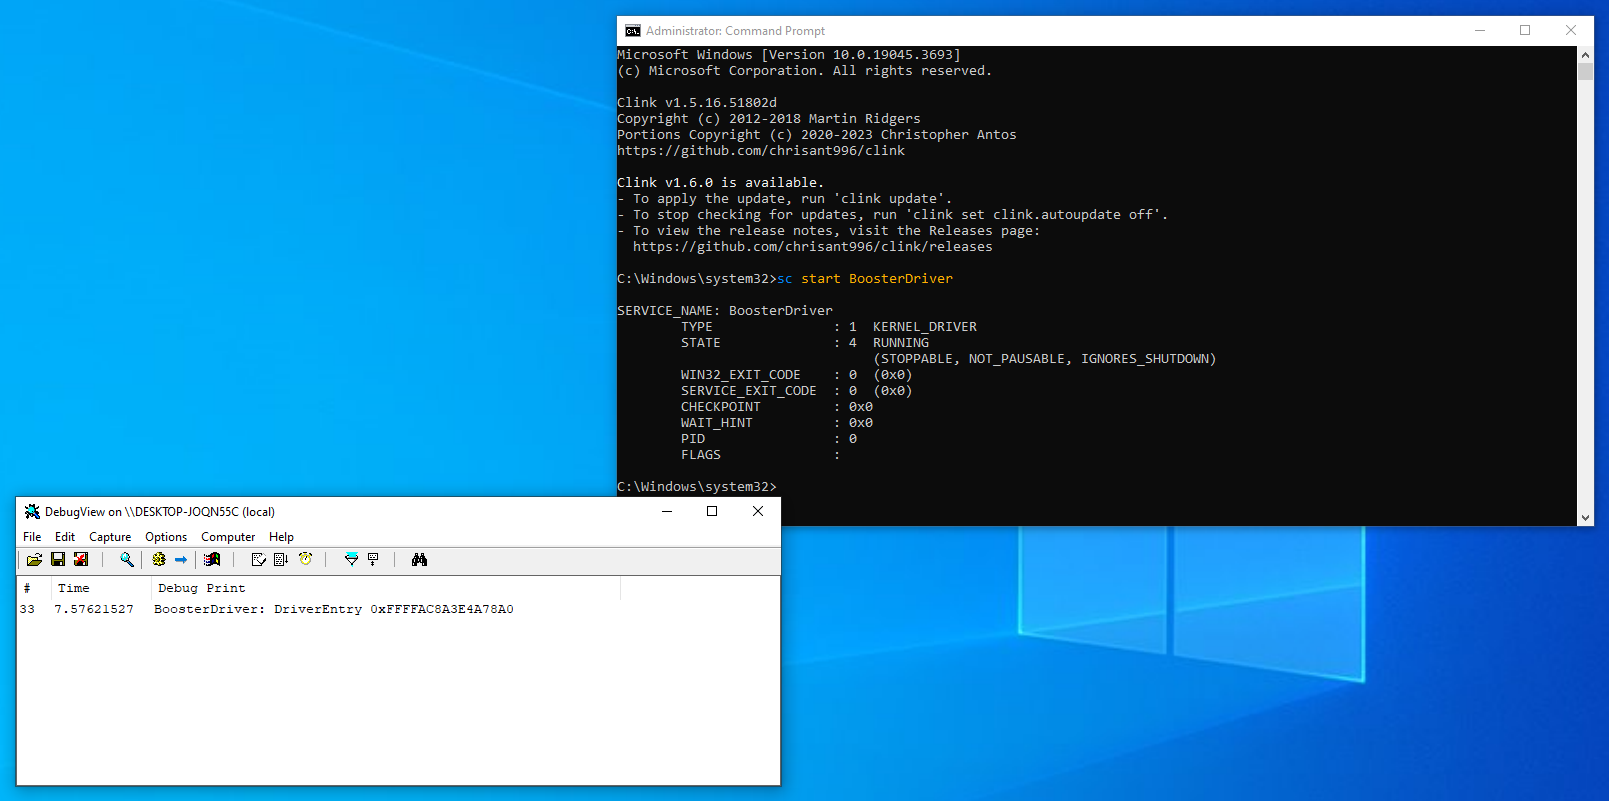 Administrator: Command Prompt
Microsoft Windows [Version 10.0.19045.3693]
(c) Microsoft Corporation. All rights reserved.
Clink v1.5.16.51802d
Copyright (c) 2012-2018 Martin Ridgers
Portions Copyright (c) 2020-2023 Christopher Antos
https://github.com/chrisant996/clink
Clink v1.6.0 is available.
- To apply the update, run 'clink update'.
- To stop checking for updates, run 'clink set clink.autoupdate off'.
- To view the release notes, visit the Releases page:
https://github.com/chrisant996/clink/releases
C:\Windows\system32>sc start BoosterDriver
SERVICE_NAME: BoosterDriver
TYPE : 1 KERNEL_DRIVER
STATE : 4 RUNNING
(STOPPABLE, NOT_PAUSABLE, IGNORES_SHUTDOWN)
WIN32_EXIT_CODE : 0 (0x0)
SERVICE_EXIT_CODE : 0 (0x0)
CHECKPOINT : 0x0
WAIT_HINT : 0x0
PID : 0
FLAGS :
C:\Windows\system32>
DebugView on \\DESKTOP-JOQN55C (local)
File Edit Capture Options Computer Help
# Time Debug Print
33 7.57621527 BoosterDriver: DriverEntry 0xFFFFAC8A3E4A78A0